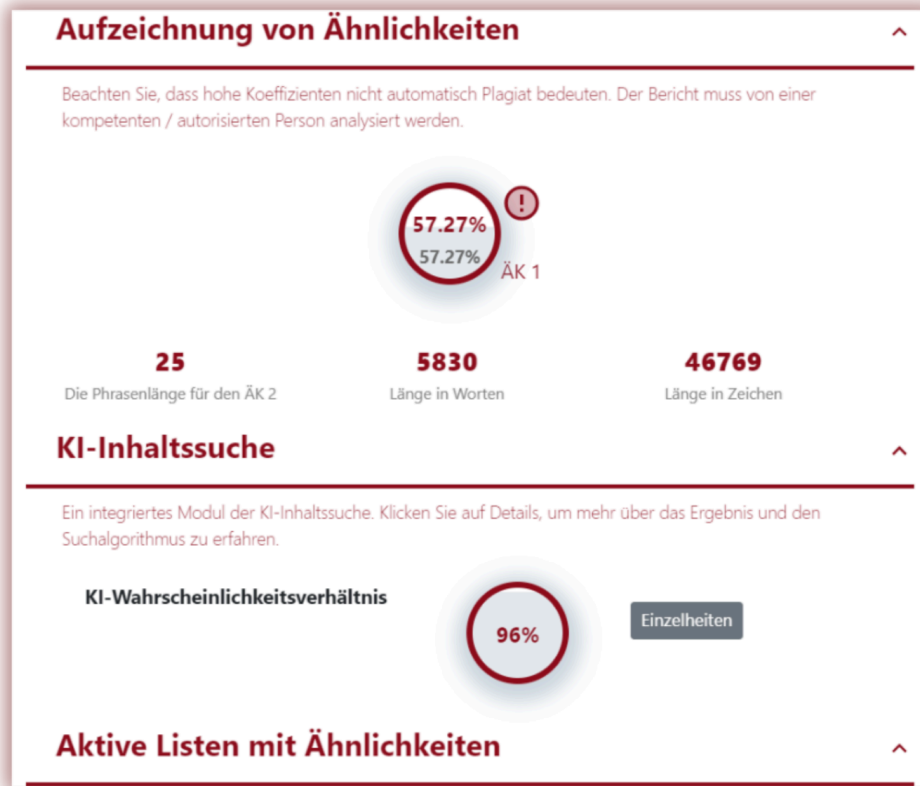 Aufzeichnung von Ähnlichkeiten
Beachten Sie, dass hohe Koeffizienten nicht automatisch Plagiat bedeuten. Der Bericht muss von einer
kompetenten / autorisierten Person analysiert werden.
!
57.27%
57.27%
ÄK 1
25
Die Phrasenlänge für den ÄK 2
5830
Länge in Worten
46769
Länge in Zeichen
KI-Inhaltssuche
Ein integriertes Modul der KI-Inhaltssuche. Klicken Sie auf Details, um mehr über das Ergebnis und den
Suchalgorithmus zu erfahren.
KI-Wahrscheinlichkeitsverhältnis
96%
Einzelheiten
Aktive Listen mit Ähnlichkeiten